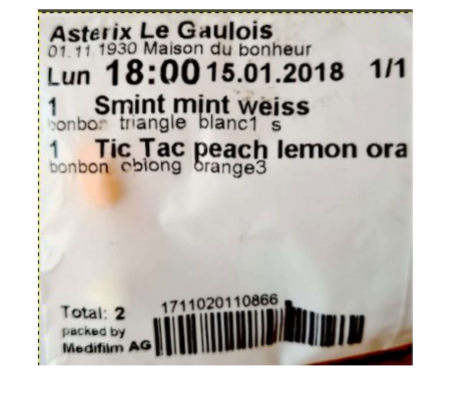 Asterix Le Gaulois
01.11.1930 Maison du bonheur
Lun 18:00 15.01.2018 1/1
1 Smint mint weiss
bonbon triangle blanc1 s
1 Tic Tac peach lemon ora
bonbon oblong orange3
Total: 2
1711020110866
packed by
Medifilm AG